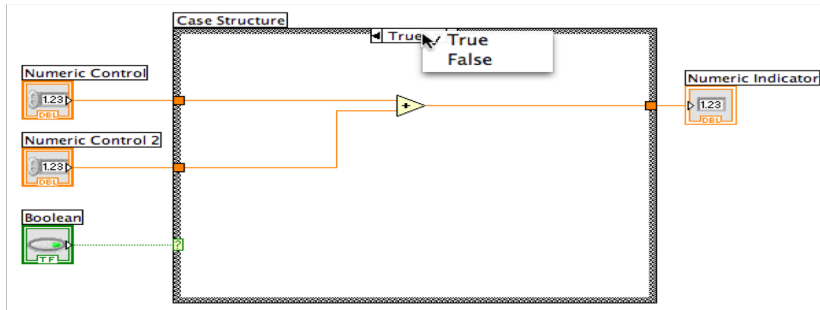 Case Structure
True
True
False
Numeric Control
1.23
DBL
Numeric Indicator
1.23
DBL
Numeric Control 2
1.23
DBL
Boolean
TF
?